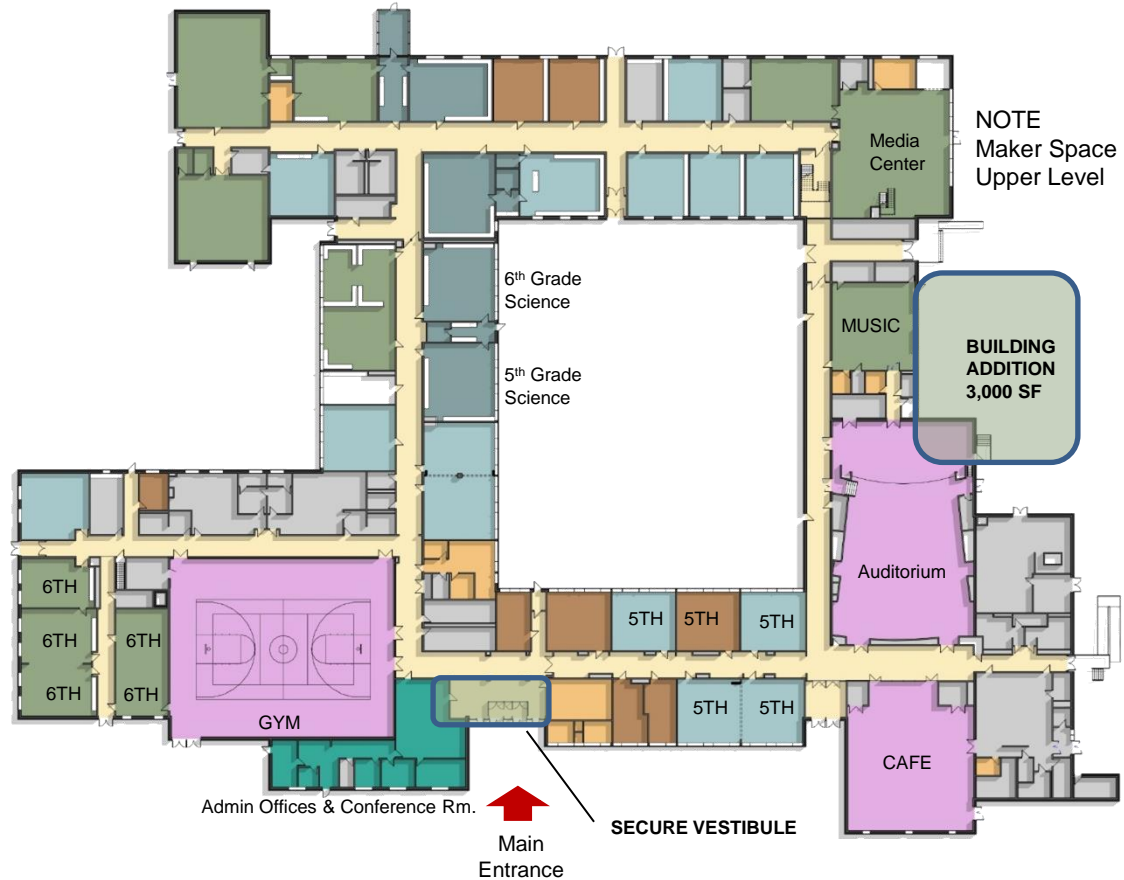 Media
Center
NOTE
Maker Space
Upper Level
6th Grade
Science
MUSIC
5th Grade
Science
BUILDING
ADDITION
3,000 SF
Auditorium
6TH
6TH
6TH
6TH
6TH
GYM
5TH
5TH
5TH
5TH
5TH
CAFE
Admin Offices & Conference Rm.
SECURE VESTIBULE
Main
Entrance